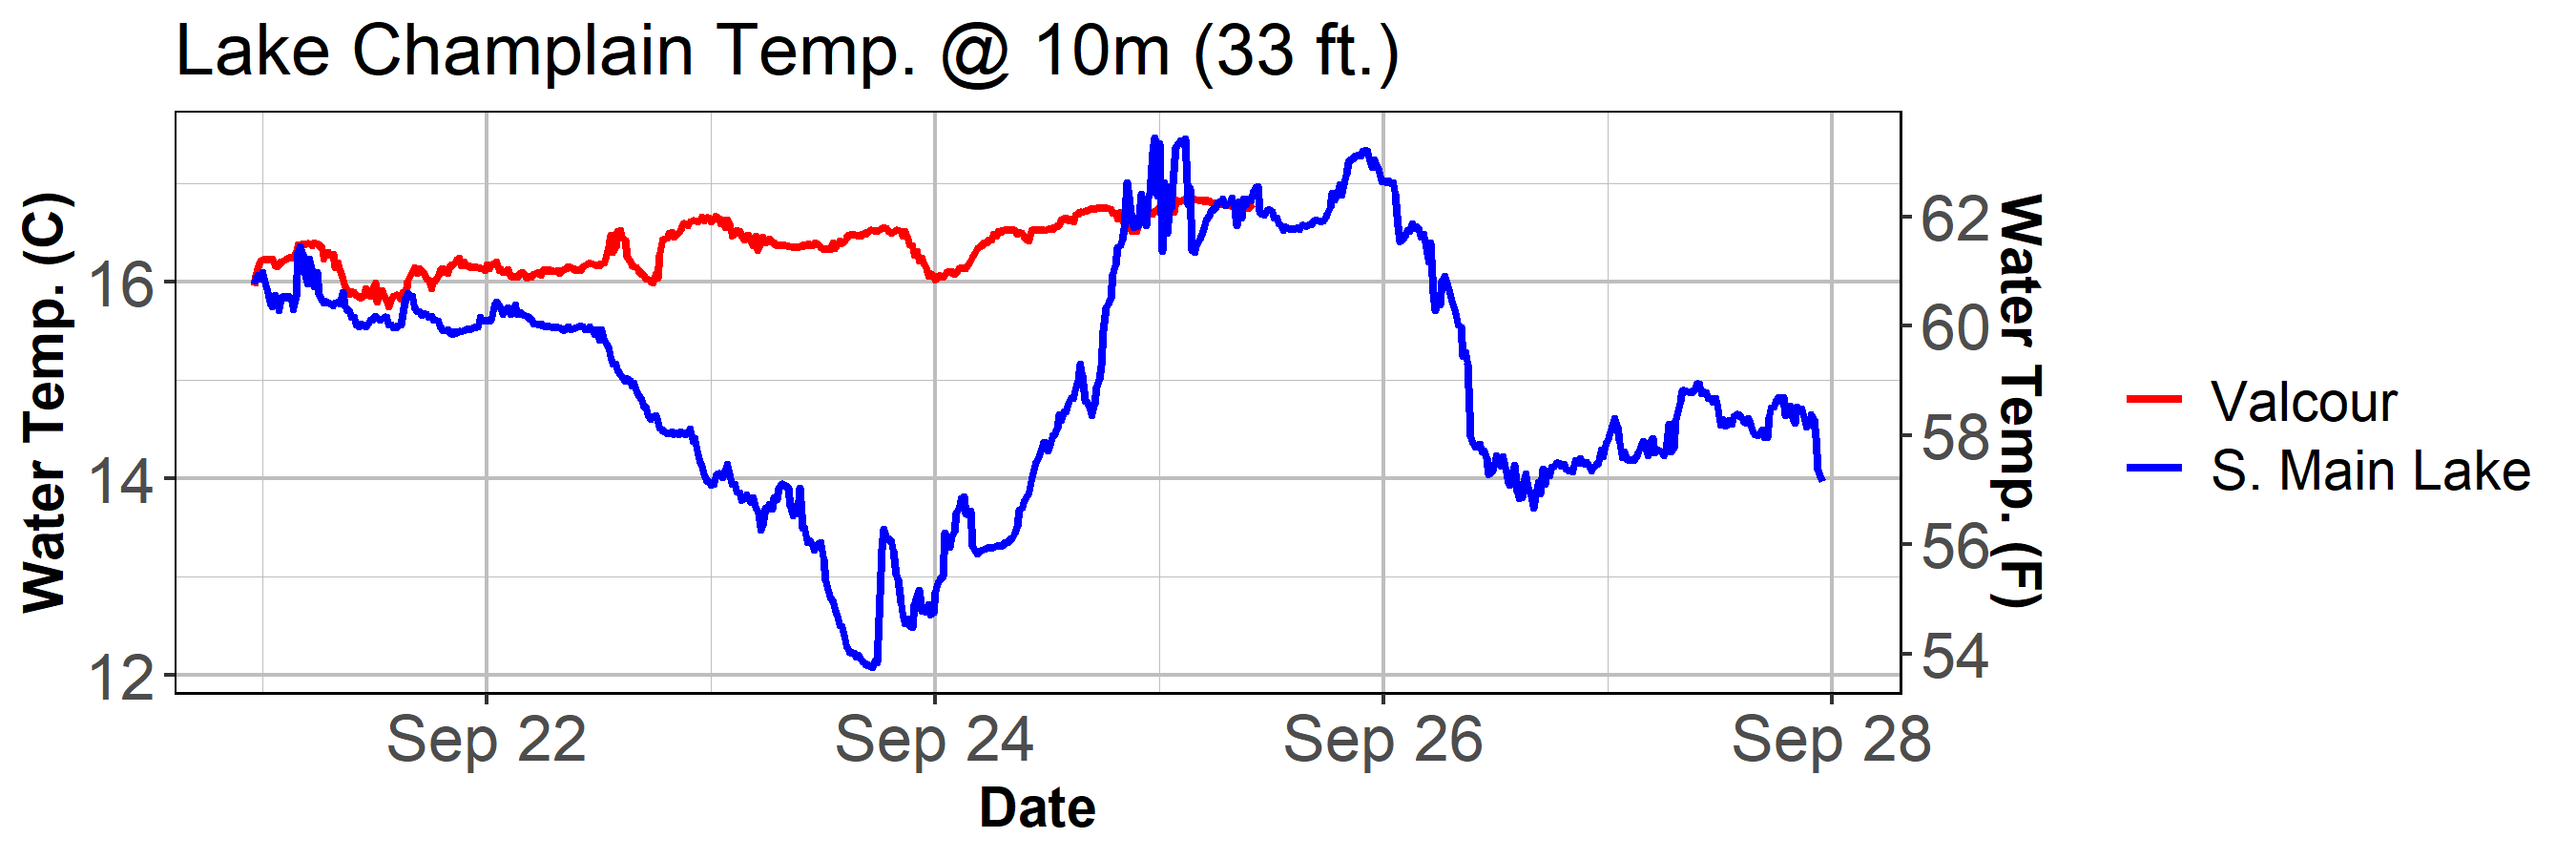 Lake Champlain Temp. @ 10m (33 ft.)
Water Temp. (C)
16
14
12
62
60
58
56
54
Water Temp. (F)
Sep 22
Sep 24
Sep 26
Sep 28
Date
Valcour
S. Main Lake